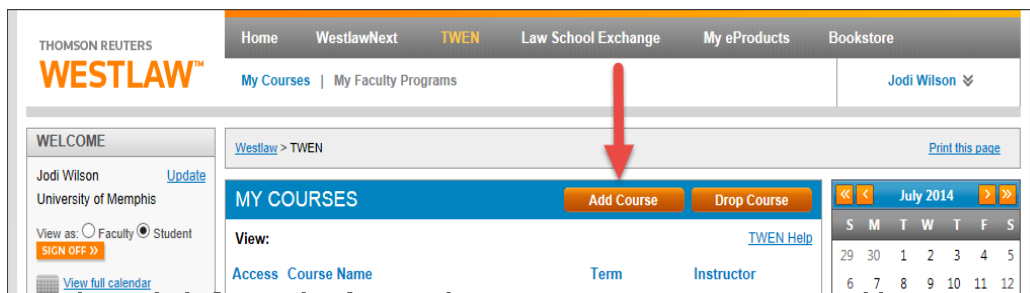 THOMSON REUTERS
WESTLAW™
Home WestlawNext TWEN Law School Exchange My eProducts Bookstore
My Courses | My Faculty Programs
Jodi Wilson
WELCOME
Jodi Wilson Update
University of Memphis
View as: Faculty Student
SIGN OFF »
View full calendar
Westlaw > TWEN Print this page
MY COURSES Add Course Drop Course
View: TWEN Help
Access Course Name Term Instructor
« < July 2014 > »
S M T W T F S
29 30 1 2 3 4 5
6 7 8 9 10 11 12